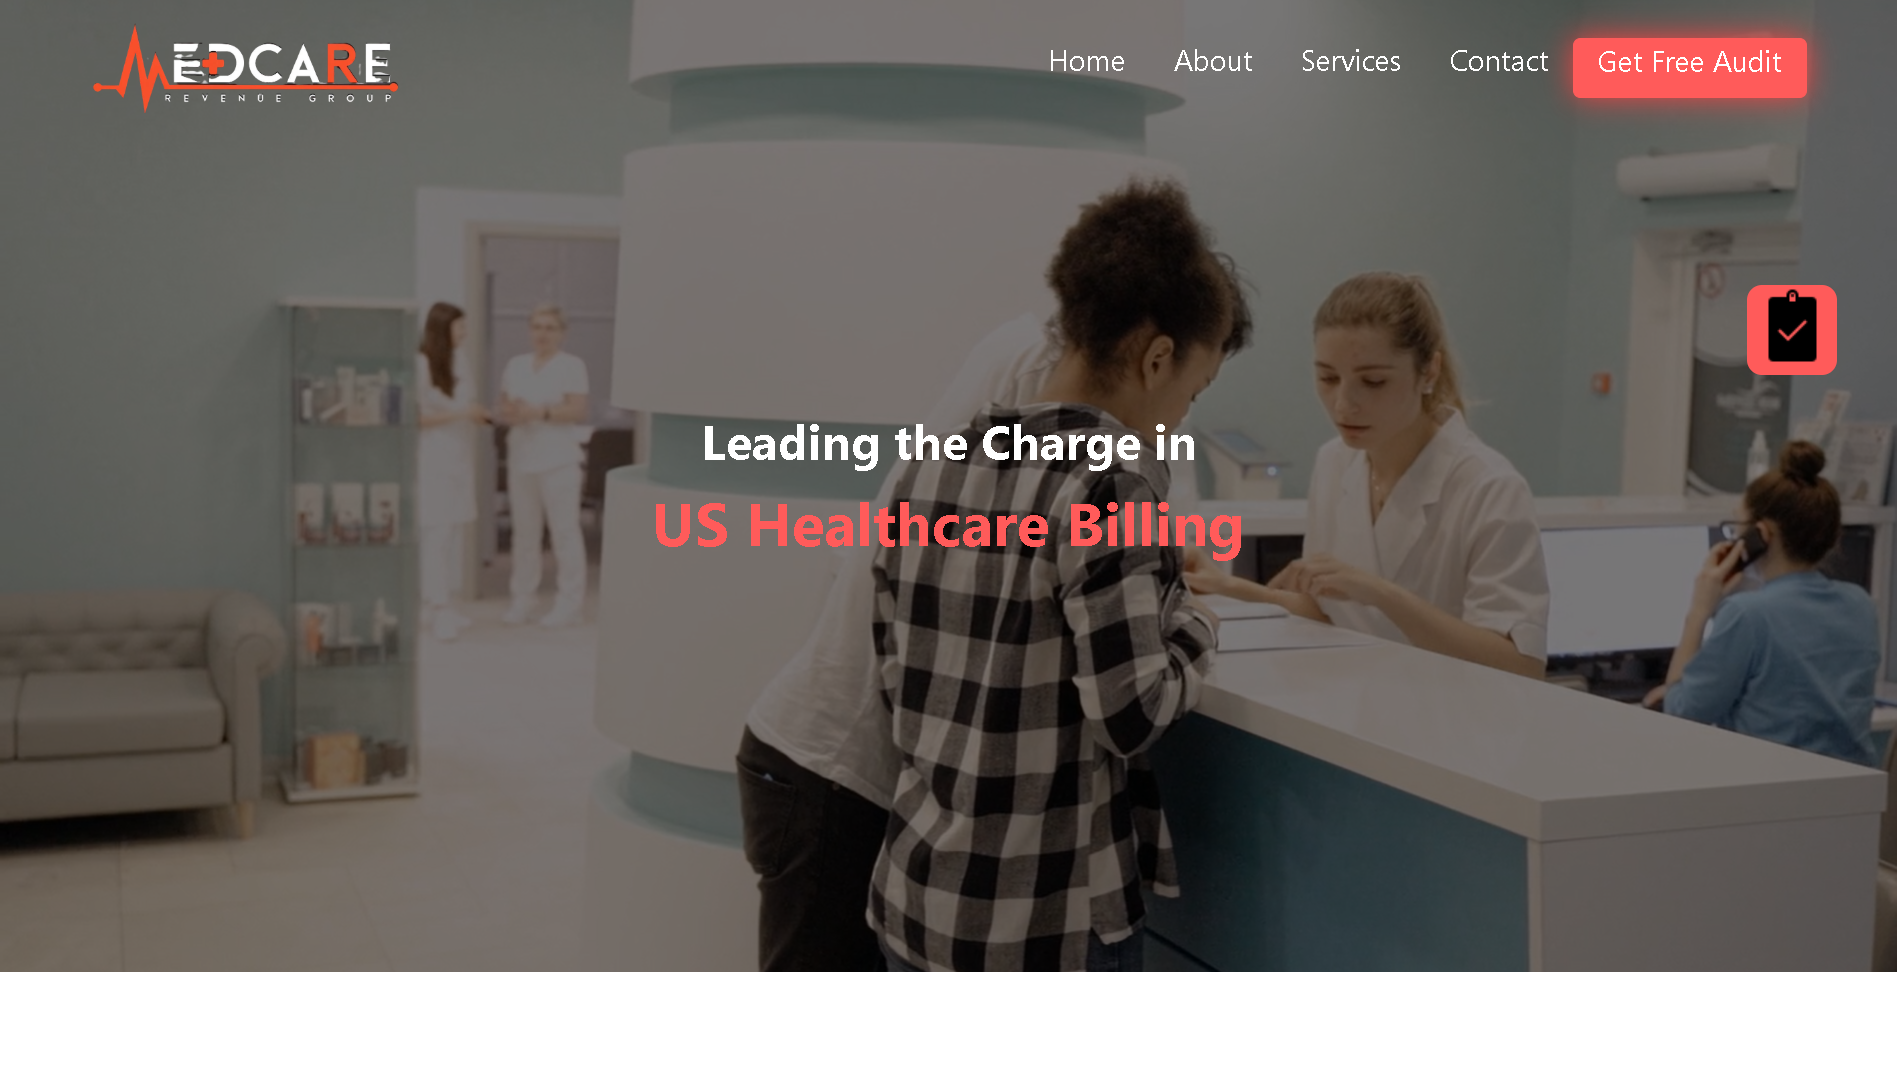 MEDCARE
REVENUE GROUP
Home
About
Services
Contact
Get Free Audit
Leading the Charge in
US Healthcare Billing